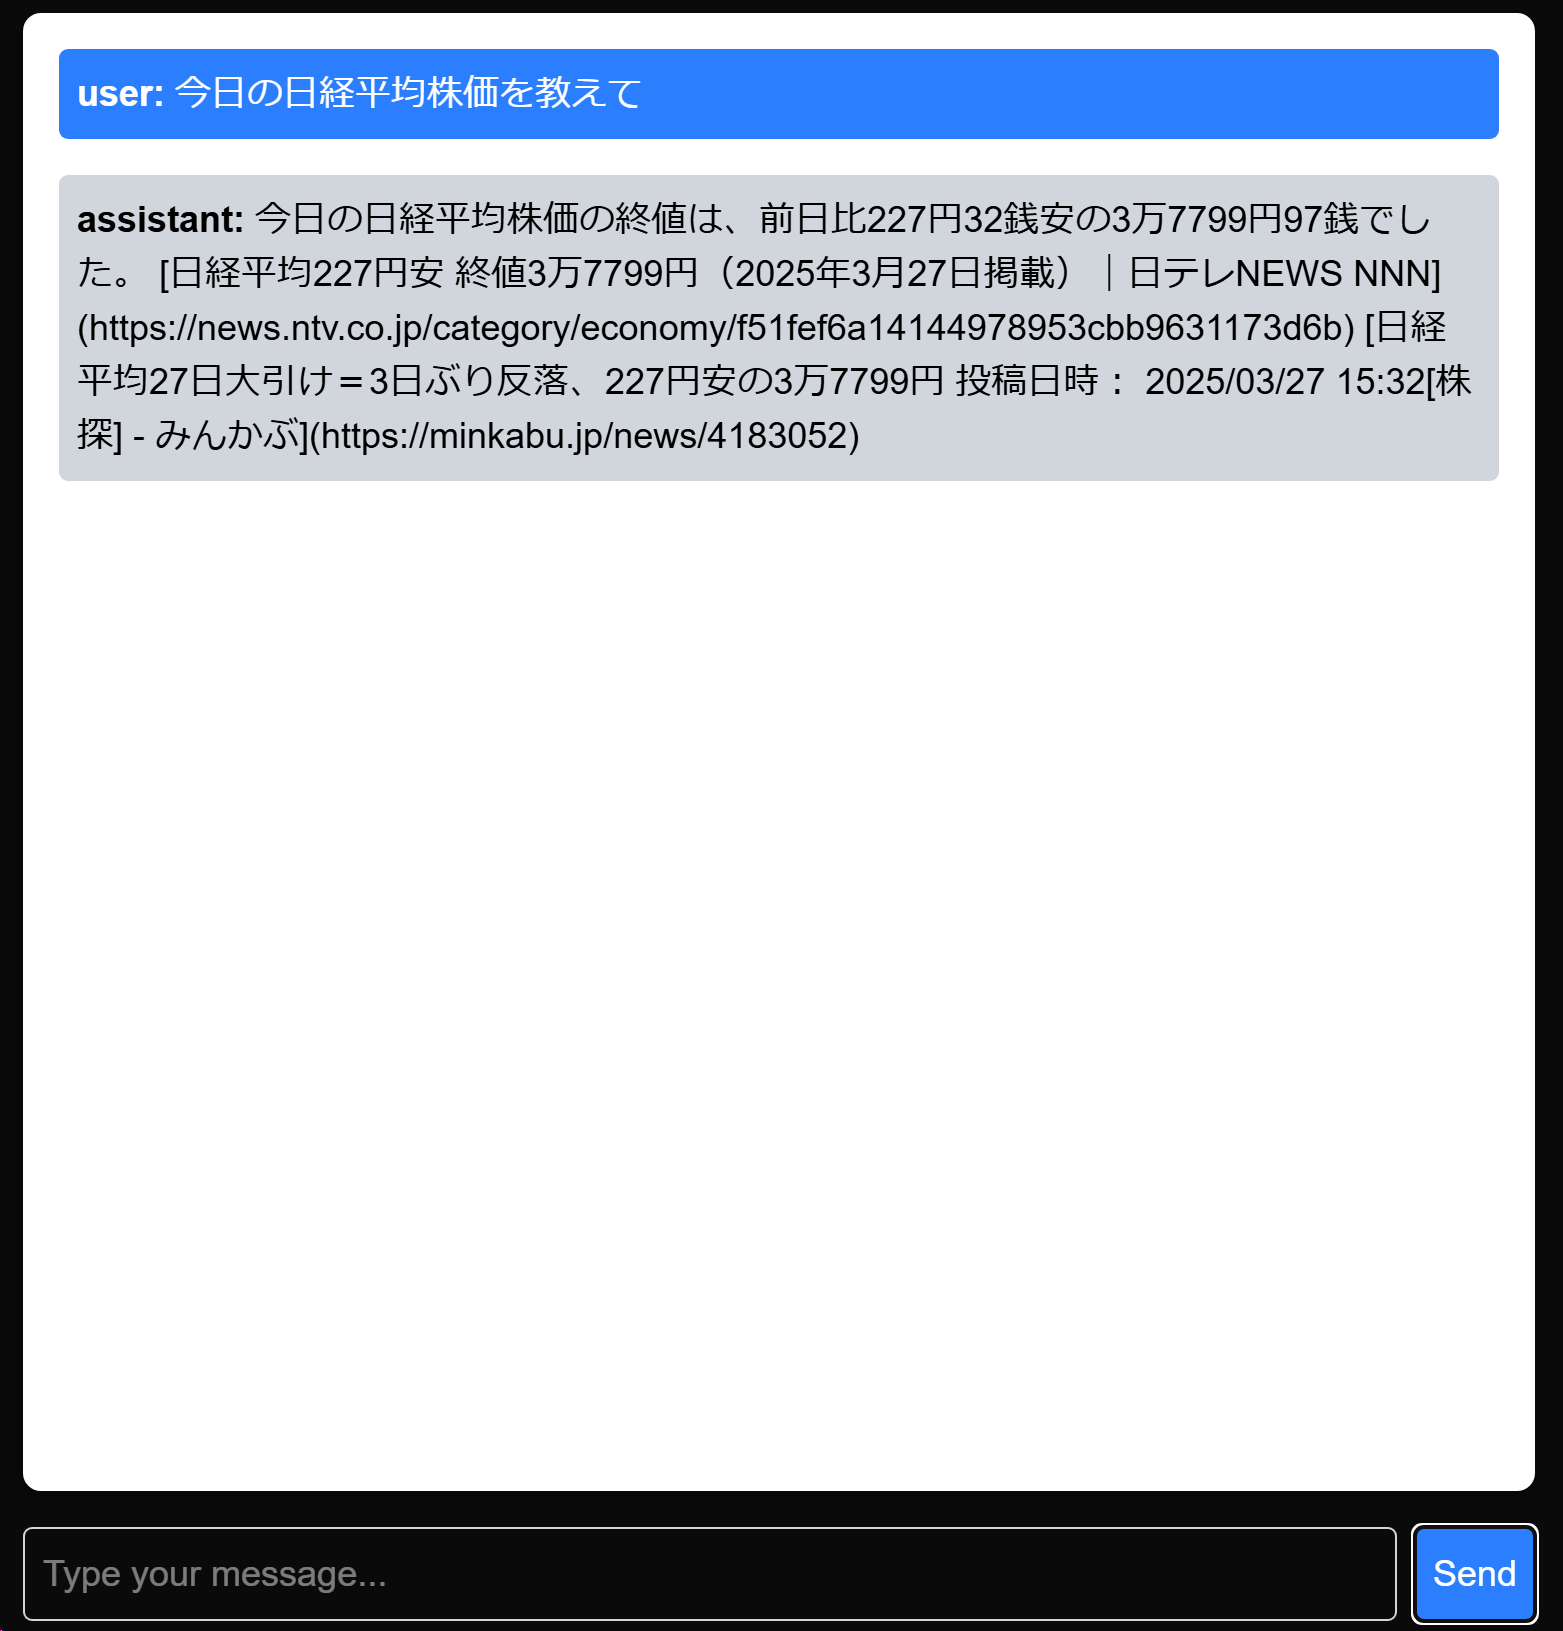 user: 今日の日経平均株価を教えて
assistant: 今日の日経平均株価の終値は、前日比227円32銭安の3万7799円97銭でし
た。 [日経平均227円安 終値3万7799円（2025年3月27日掲載）｜日テレNEWS NNN]
(https://news.ntv.co.jp/category/economy/f51fef6a14144978953cbb9631173d6b) [日経
平均27日大引け＝3日ぶり反落、227円安の3万7799円 投稿日時： 2025/03/27 15:32[株
探] - みんかぶ](https://minkabu.jp/news/4183052)
Type your message...
Send